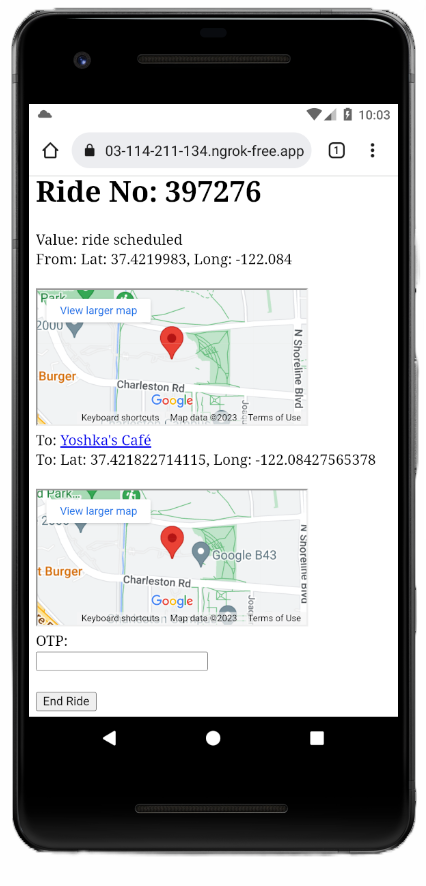 10:03
03-114-211-134.ngrok-free.app
1
Ride No: 397276
Value: ride scheduled
From: Lat: 37.4219983, Long: -122.084
Park
View larger map
2000
N Shoreline Blvd
Burger
Charleston Rd
Google
Keyboard shortcuts Map data ©2023 Terms of Use
To: Yoshka's Café
To: Lat: 37.421822714115, Long: -122.08427565378
d Park...
View larger map
N Shoreline Blvd
Google B43
t Burger
Charleston Rd
Google
Keyboard shortcuts Map data ©2023 Terms of Use
OTP:
End Ride